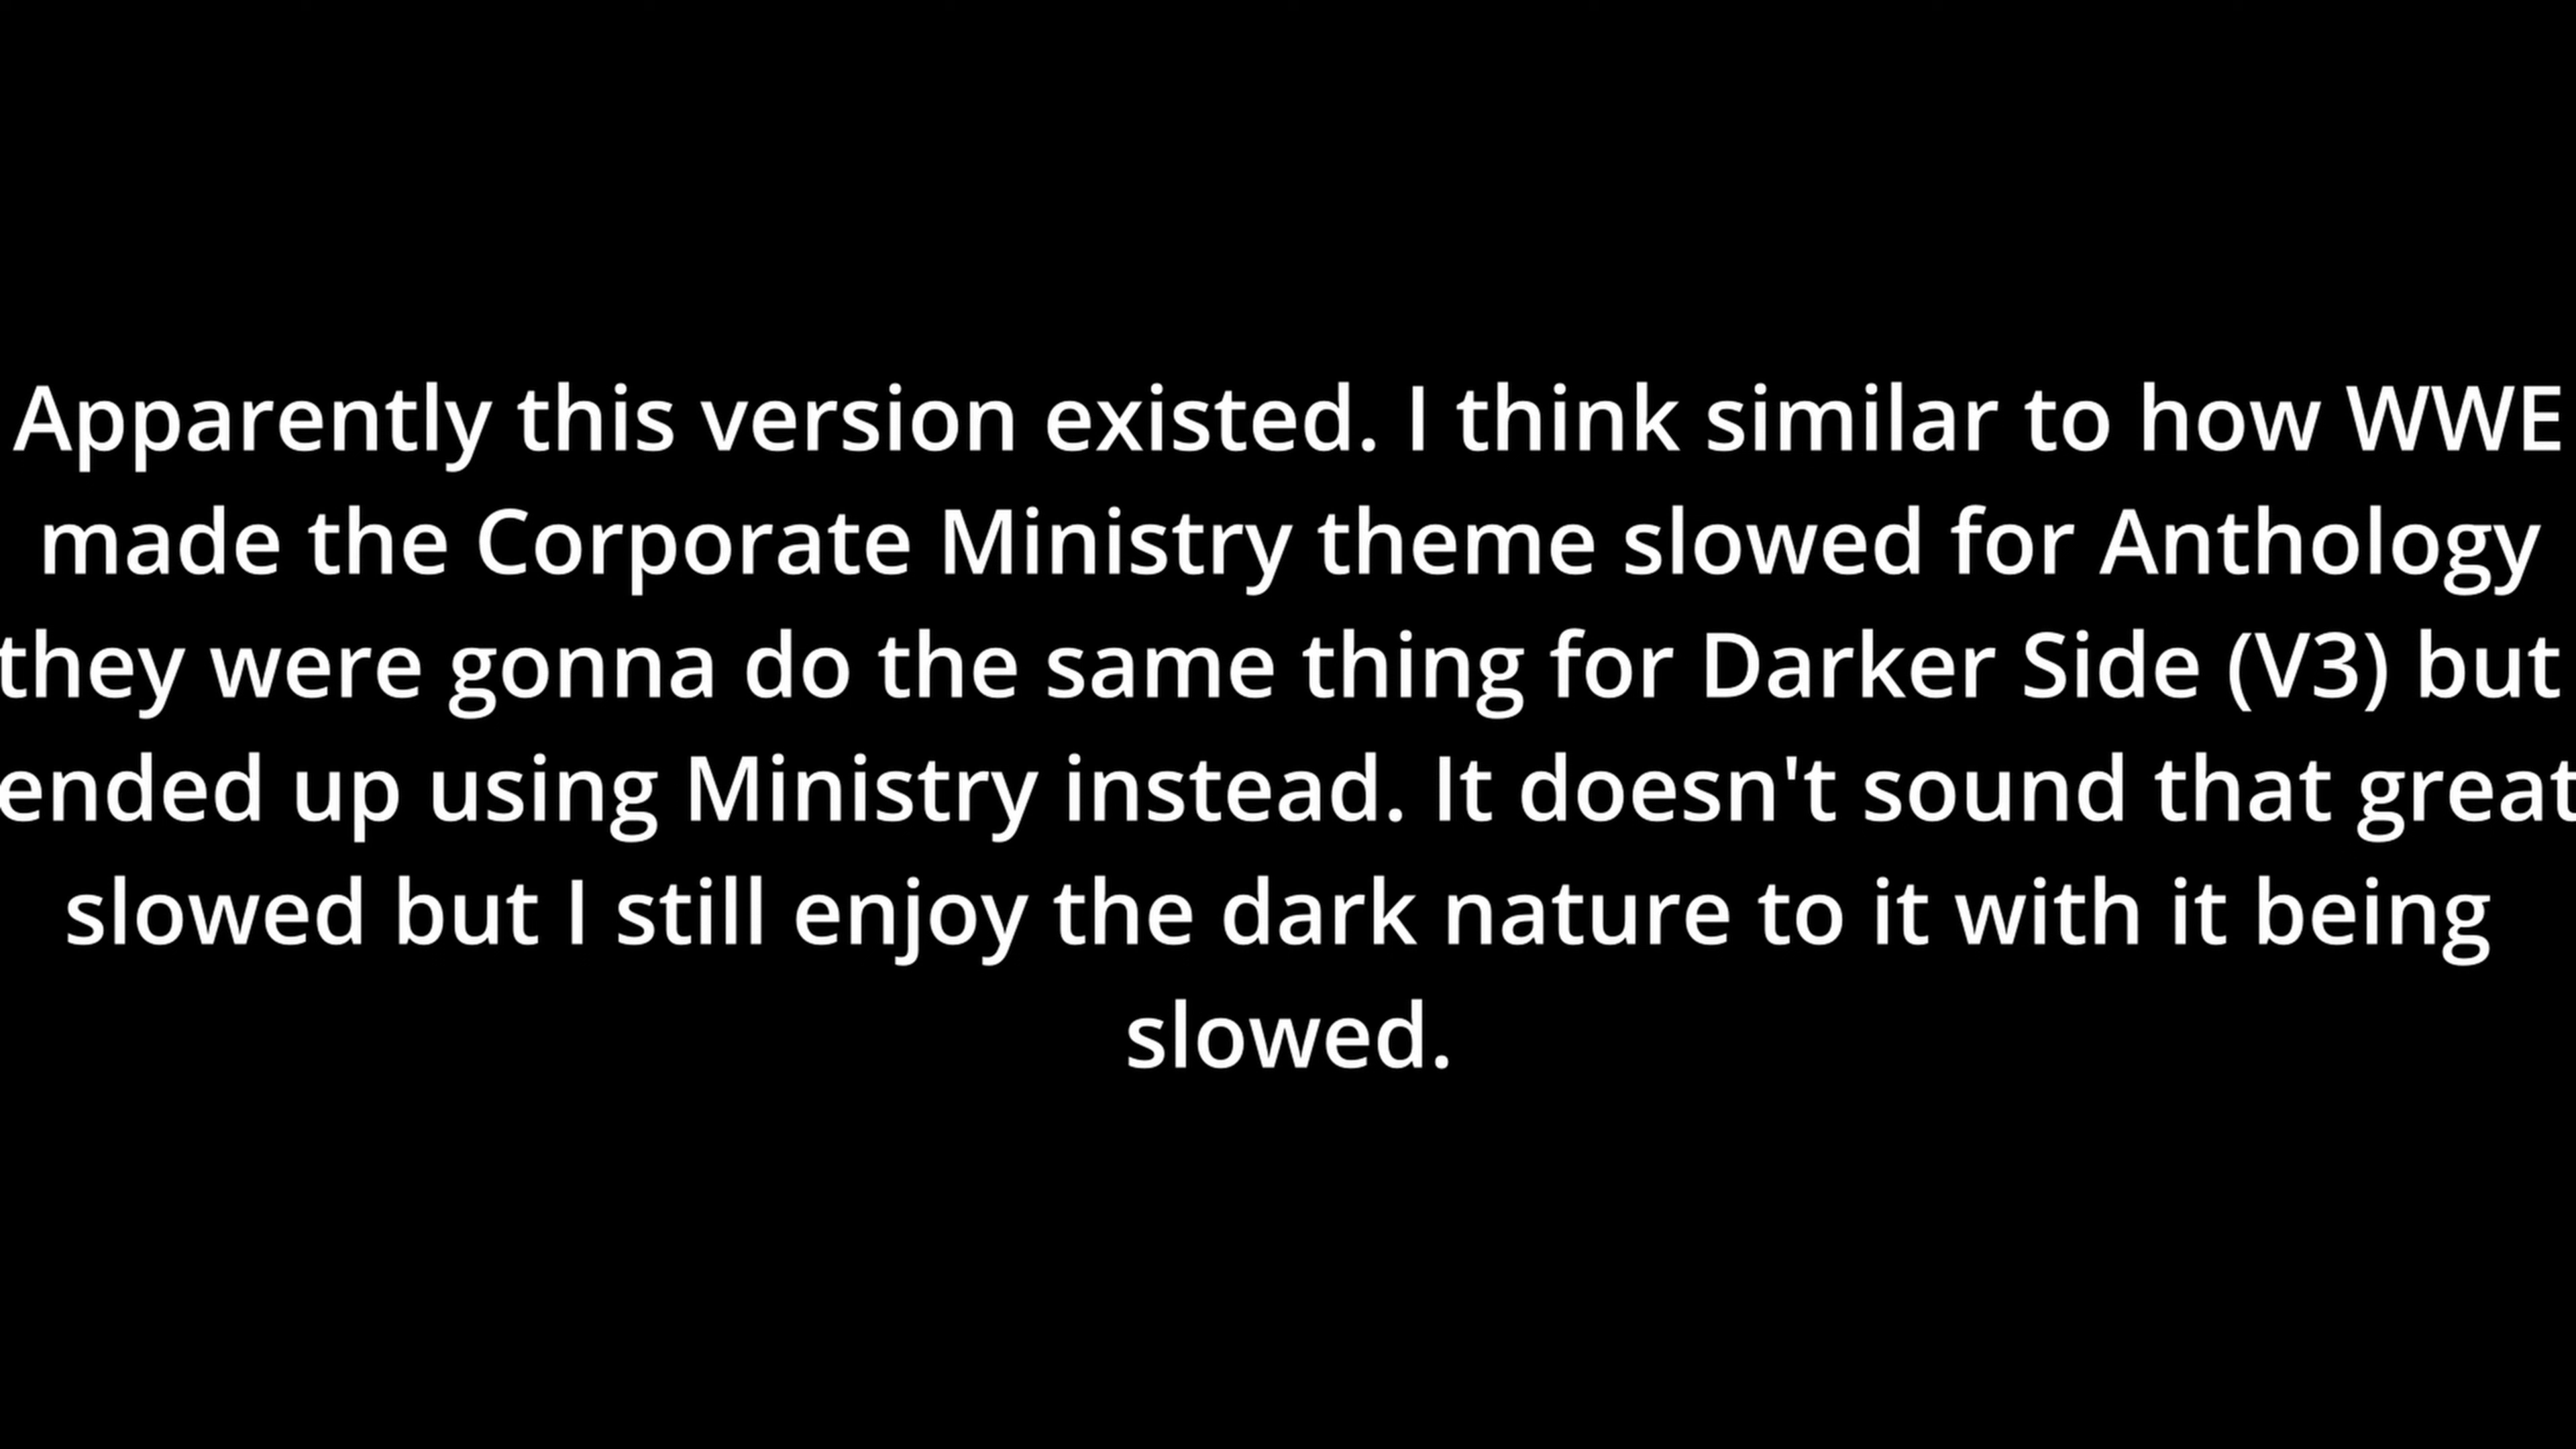 Apparently this version existed. I think similar to how WWE
made the Corporate Ministry theme slowed for Anthology
they were gonna do the same thing for Darker Side (V3) but
ended up using Ministry instead. It doesn't sound that great
slowed but I still enjoy the dark nature to it with it being
slowed.